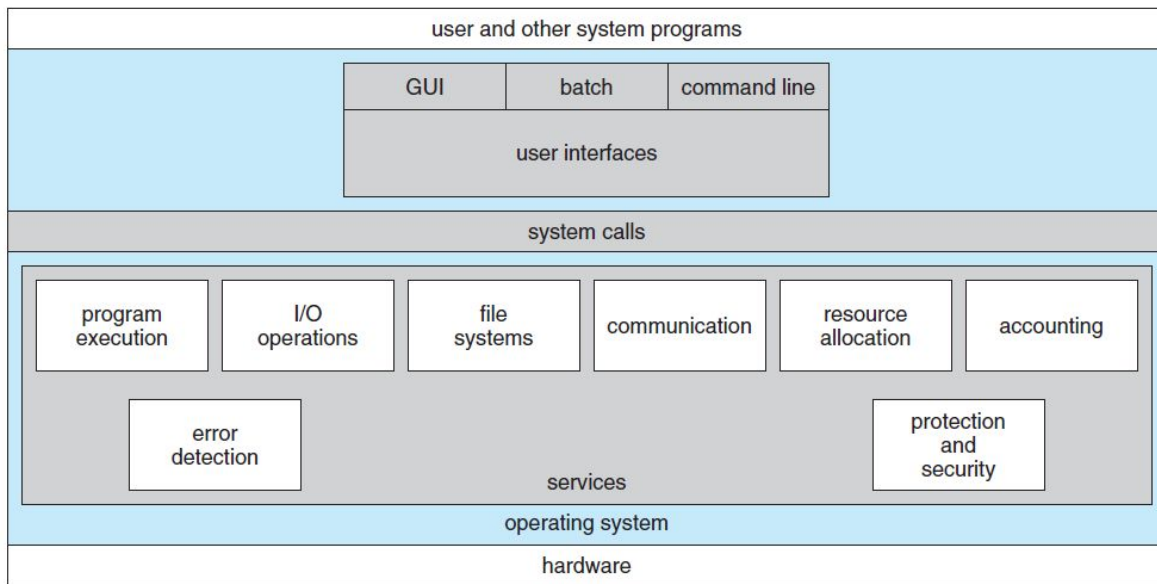 user and other system programs
GUI batch command line
user interfaces
system calls
program
execution
I/O
operations
file
systems
communication
resource
allocation
accounting
error
detection
protection
and
security
services
operating system
hardware